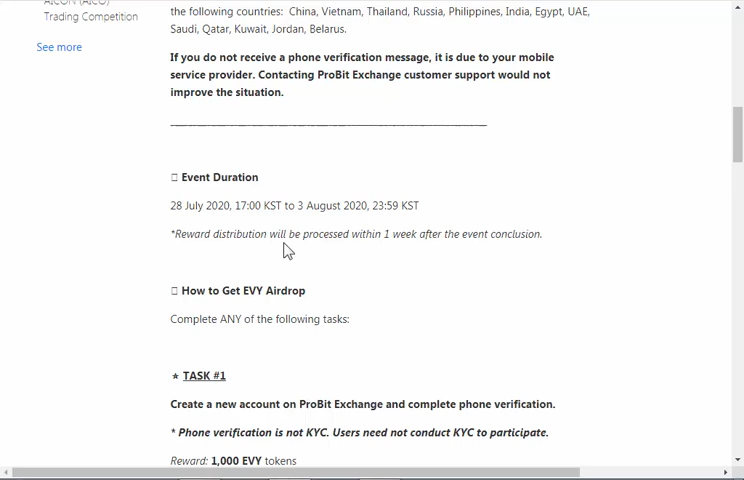 AICON (AICO)
Trading Competition
See more
the following countries: China, Vietnam, Thailand, Russia, Philippines, India, Egypt, UAE,
Saudi, Qatar, Kuwait, Jordan, Belarus.
If you do not receive a phone verification message, it is due to your mobile
service provider. Contacting ProBit Exchange customer support would not
improve the situation.
Event Duration
28 July 2020, 17:00 KST to 3 August 2020, 23:59 KST
*Reward distribution will be processed within 1 week after the event conclusion.
How to Get EVY Airdrop
Complete ANY of the following tasks:
★ TASK #1
Create a new account on ProBit Exchange and complete phone verification.
* Phone verification is not KYC. Users need not conduct KYC to participate.
Reward: 1,000 EVY tokens